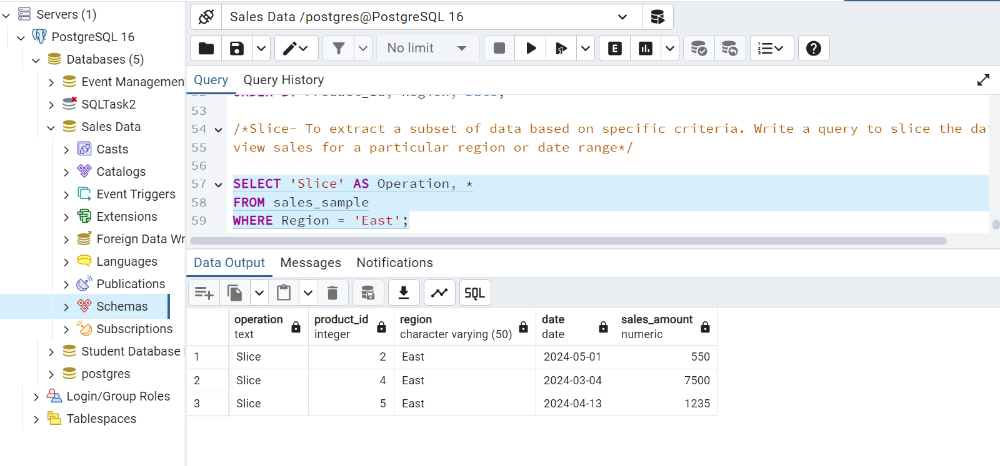 Servers (1)
PostgreSQL 16
Databases (5)
Event Managemen
SQLTask2
Sales Data
Casts
Catalogs
Event Triggers
Extensions
Foreign Data Wr
Languages
Publications
Schemas
Subscriptions
Student Database
postgres
Login/Group Roles
Tablespaces
Sales Data /postgres@PostgreSQL 16
No limit
E
Query Query History
52 ORDER BY Product_id, Region, Date;
53
54 /*Slice- To extract a subset of data based on specific criteria. Write a query to slice the da
55 view sales for a particular region or date range*/
56
57 SELECT 'Slice' AS Operation, *
58 FROM sales_sample
59 WHERE Region = 'East';
Data Output Messages Notifications
SQL
operation product_id region date sales_amount
text integer character varying (50) date numeric
1 Slice 2 East 2024-05-01 550
2 Slice 4 East 2024-03-04 7500
3 Slice 5 East 2024-04-13 1235